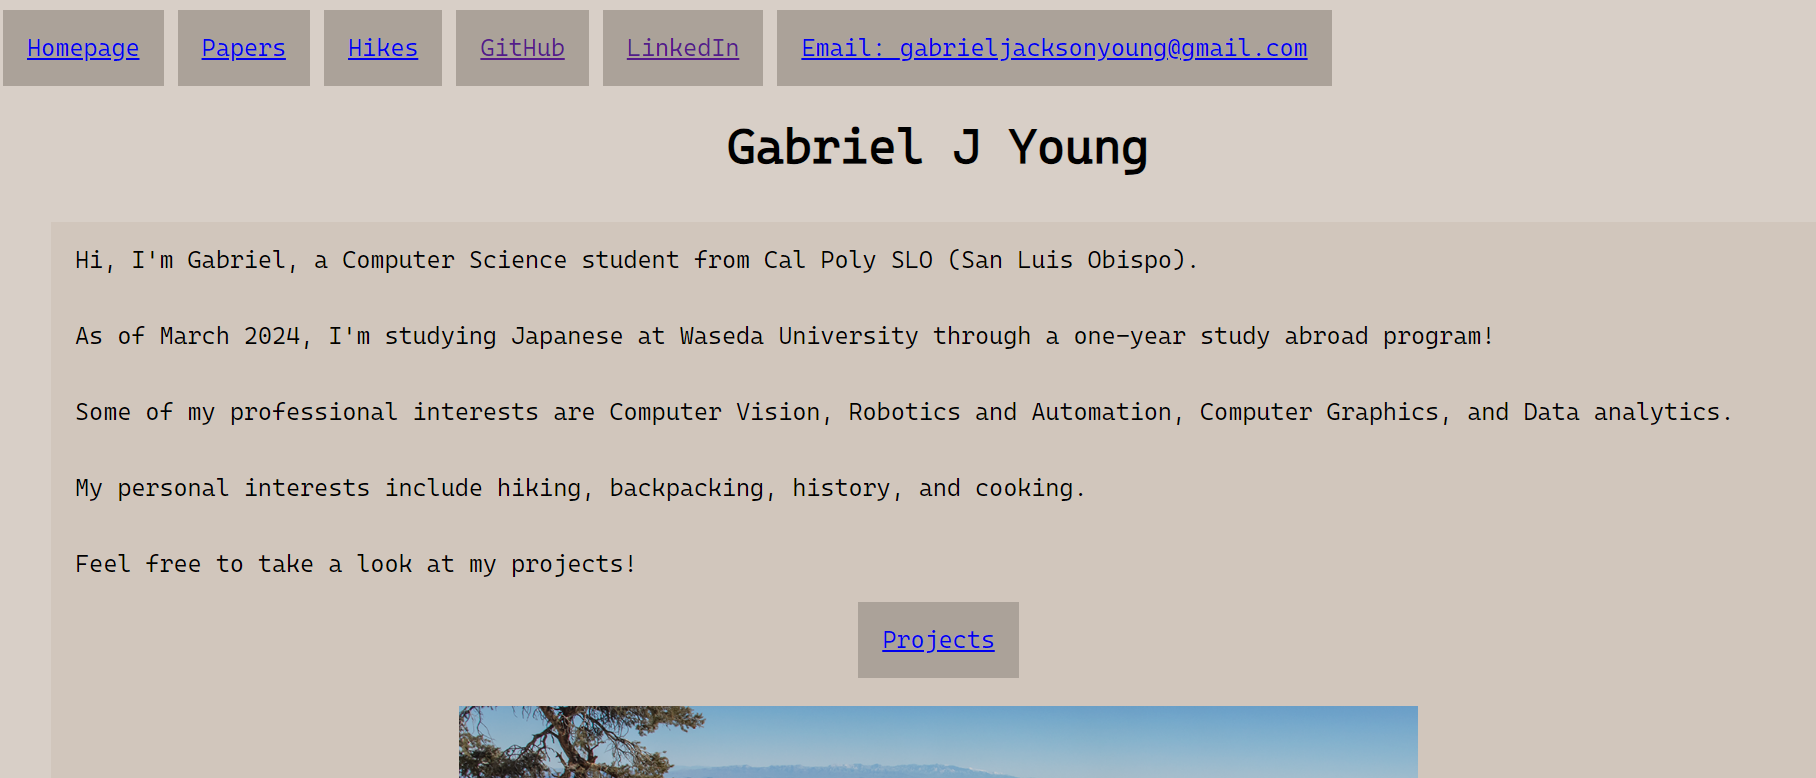 Homepage Papers Hikes GitHub LinkedIn Email: gabrieljacksonyoung@gmail.com
Gabriel J Young
Hi, I'm Gabriel, a Computer Science student from Cal Poly SLO (San Luis Obispo).
As of March 2024, I'm studying Japanese at Waseda University through a one-year study abroad program!
Some of my professional interests are Computer Vision, Robotics and Automation, Computer Graphics, and Data analytics.
My personal interests include hiking, backpacking, history, and cooking.
Feel free to take a look at my projects!
Projects